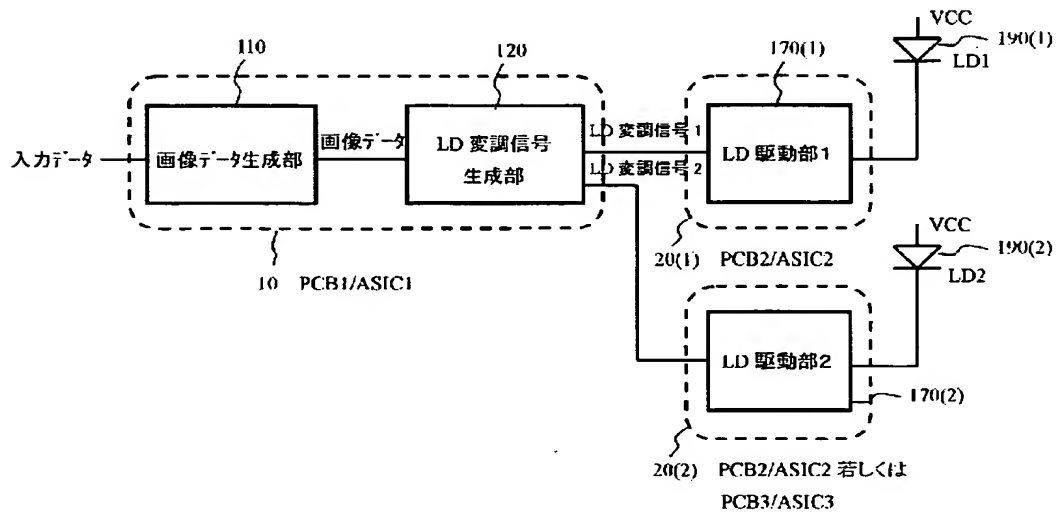 110
120
170(1)
VCC
190(1)
LD1
入力データ
画像データ生成部
画像データ
LD 変調信号
生成部
LD 変調信号 1
LD 変調信号 2
LD 駆動部1
10 PCB1/ASIC1
20(1) PCB2/ASIC2
VCC
190(2)
LD2
LD 駆動部2
170(2)
20(2) PCB2/ASIC2 若しくは
PCB3/ASIC3